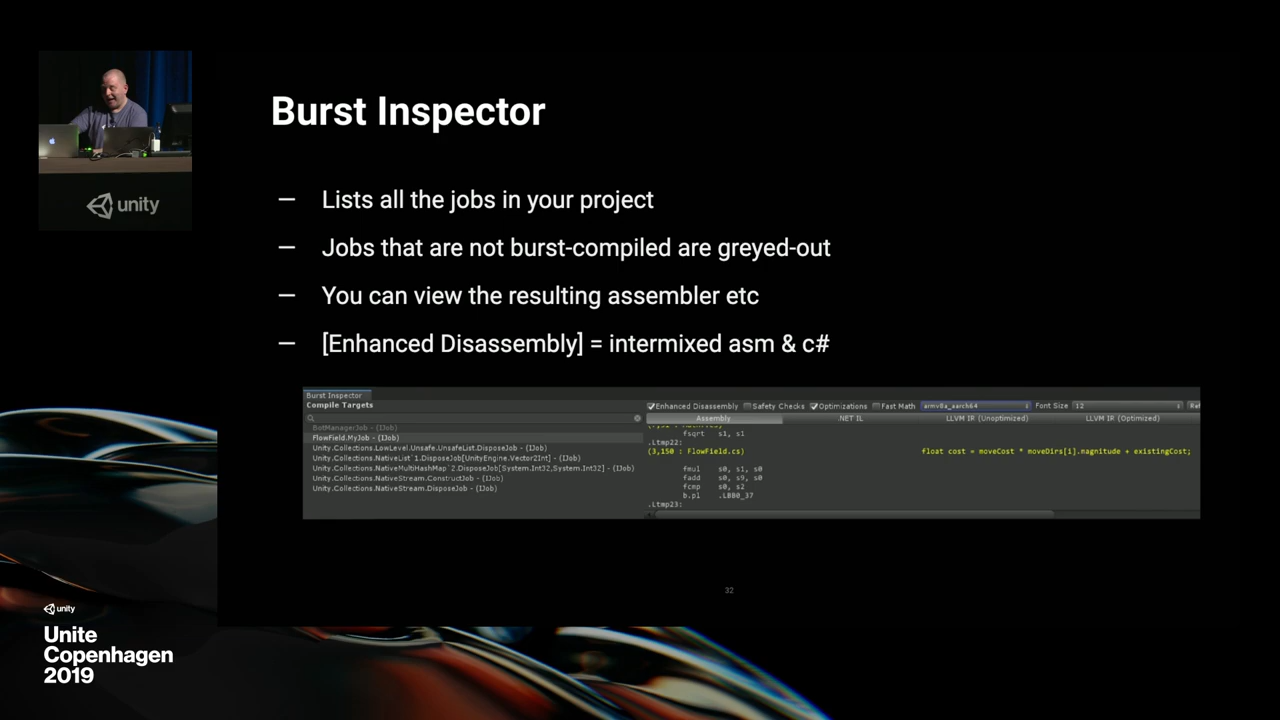 Burst Inspector
— Lists all the jobs in your project
— Jobs that are not burst-compiled are greyed-out
— You can view the resulting assembler etc
— [Enhanced Disassembly] = intermixed asm & c#
unity
Burst Inspector
Compile Targets
Enhanced Disassembly Safety Checks Optimizations Fast Math armv8a_aarch64 Font Size 12
Assembly .NET IL LLVM IR (Unoptimized) LLVM IR (Optimized)
BotManagerJob - (IJob)
FlowField.MyJob - (IJob)
Unity.Collections.LowLevel.Unsafe.UnsafeList.DisposeJob - (IJob)
Unity.Collections.NativeList`1.DisposeJob[UnityEngine.Vector2Int] - (IJob)
Unity.Collections.NativeMultiHashMap`2.DisposeJob[System.Int32,System.Int32] - (IJob)
Unity.Collections.NativeStream.ConstructJob - (IJob)
Unity.Collections.NativeStream.DisposeJob - (IJob)
fsqrt s1, s1
.Ltmp22:
(3,150 : FlowField.cs) float cost = moveCost * moveDirs[i].magnitude + existingCost;
fmul s0, s1, s0
fadd s0, s9, s0
fcmp s0, s2
b.pl .LBB0_37
.Ltmp23:
32
unity
Unite
Copenhagen
2019